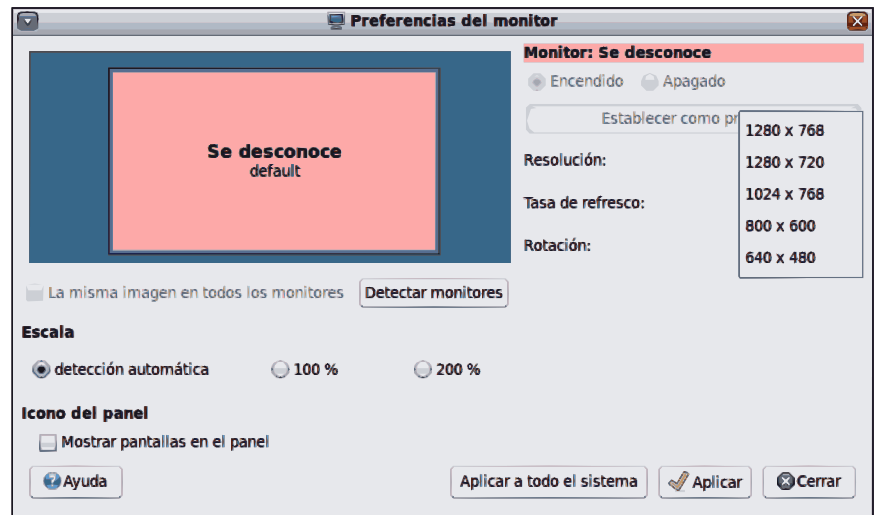 Preferencias del monitor
Monitor: Se desconoce
Encendido
Apagado
Establecer como pr
Se desconoce
default
Resolución:
Tasa de refresco:
Rotación:
1280 x 768
1280 x 720
1024 x 768
800 x 600
640 x 480
La misma imagen en todos los monitores
Detectar monitores
Escala
detección automática
100 %
200 %
Icono del panel
Mostrar pantallas en el panel
Ayuda
Aplicar a todo el sistema
Aplicar
Cerrar